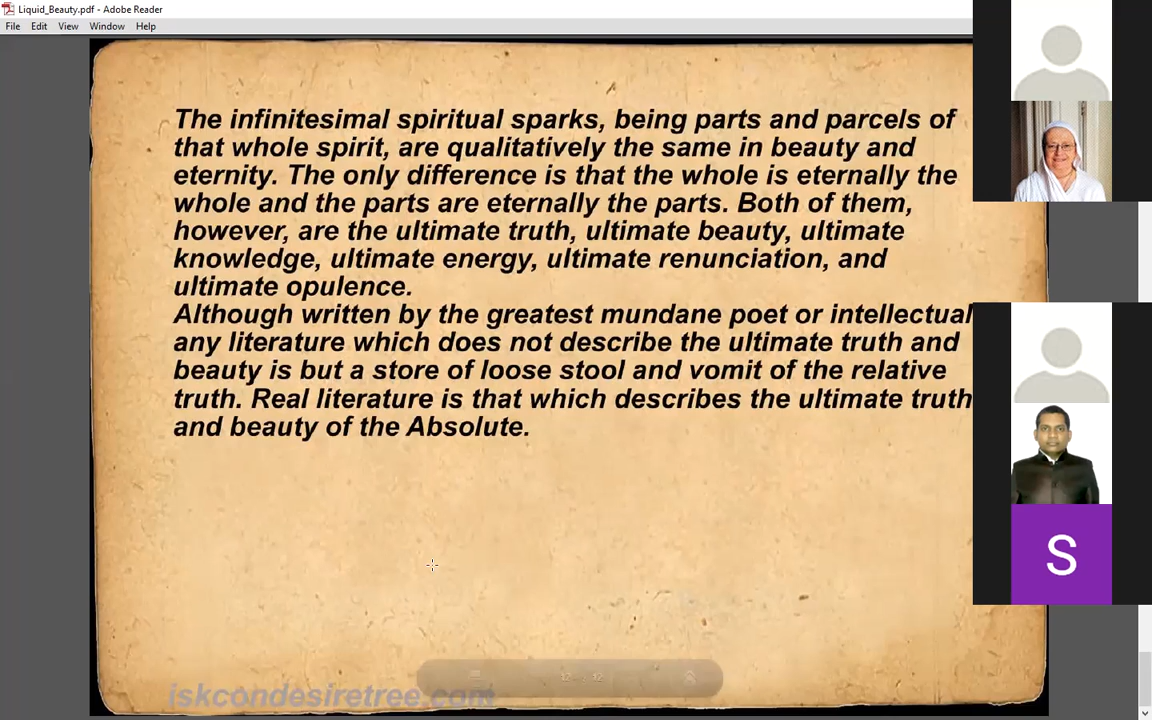 Liquid_Beauty.pdf - Adobe Reader
File Edit View Window Help
The infinitesimal spiritual sparks, being parts and parcels of
that whole spirit, are qualitatively the same in beauty and
eternity. The only difference is that the whole is eternally the
whole and the parts are eternally the parts. Both of them,
however, are the ultimate truth, ultimate beauty, ultimate
knowledge, ultimate energy, ultimate renunciation, and
ultimate opulence.
Although written by the greatest mundane poet or intellectual
any literature which does not describe the ultimate truth and
beauty is but a store of loose stool and vomit of the relative
truth. Real literature is that which describes the ultimate truth
and beauty of the Absolute.
S
12 / 12
iskcondesiretree.com